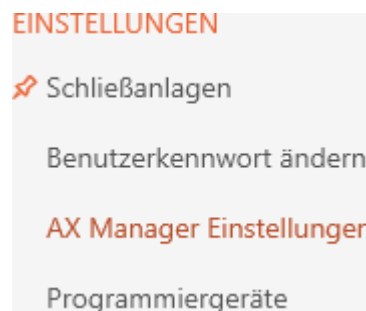 EINSTELLUNGEN
Schließanlagen
Benutzerkennwort ändern
AX Manager Einstellungen
Programmiergeräte